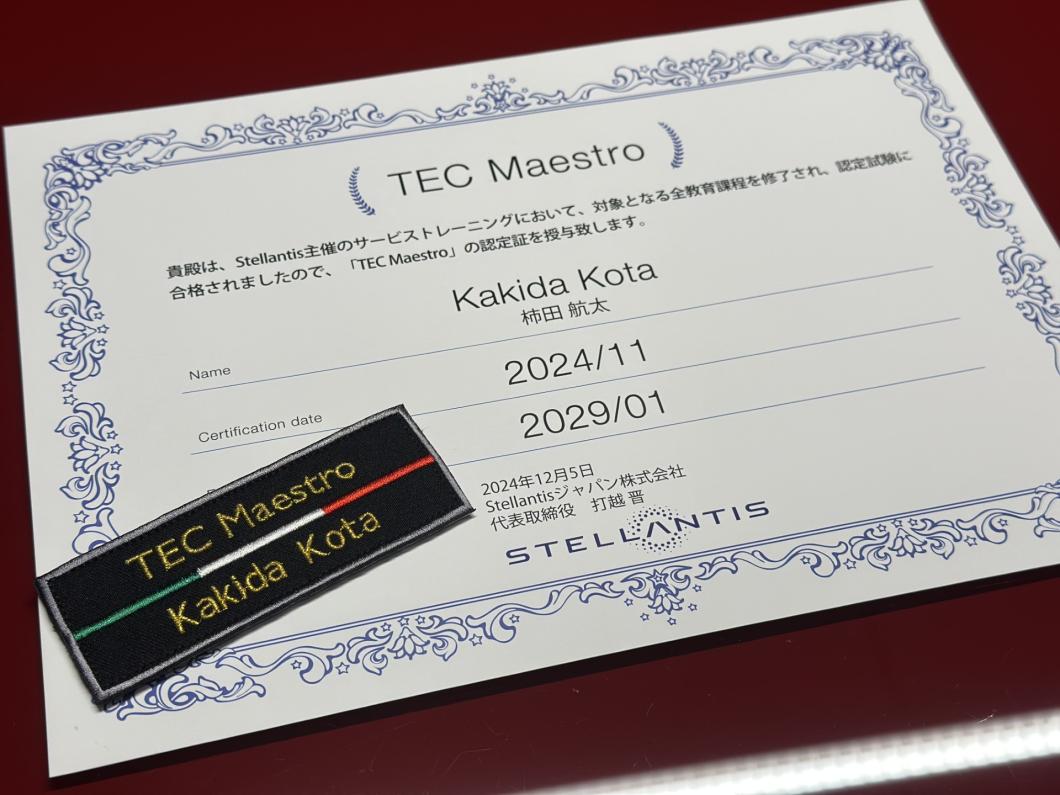 TEC Maestro
貴殿は、Stellantis主催のサービストレーニングにおいて、対象となる全教育課程を修了され、認定試験に
合格されましたので、「TEC Maestro」の認定証を授与致します。
Kakida Kota
柿田 航太
Name
2024/11
Certification date
2029/01
2024年12月5日
Stellantisジャパン株式会社
代表取締役 打越 晋
STELLANTIS
TEC Maestro
Kakida Kota